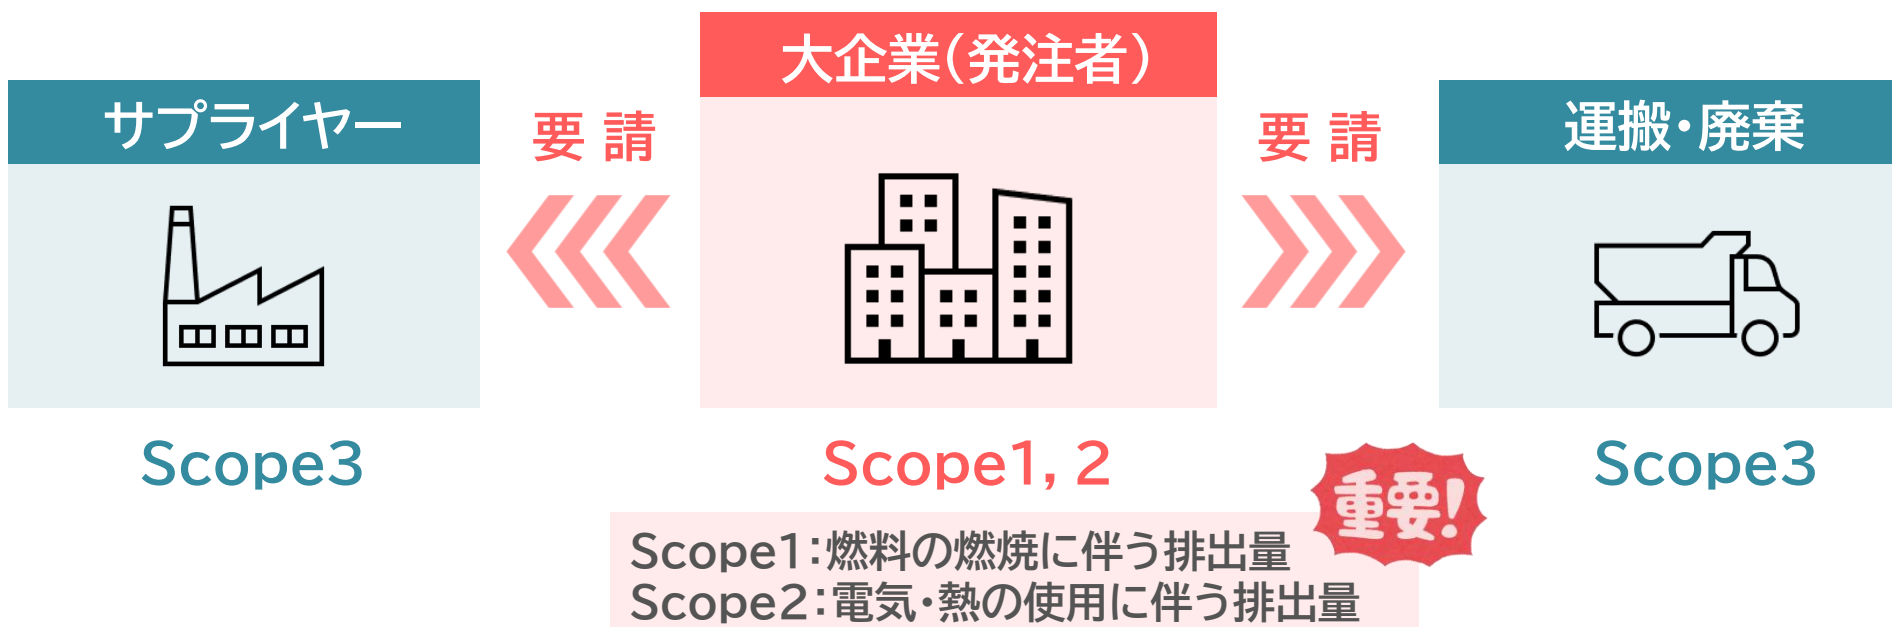 大企業(発注者)
サプライヤー
要 請
要 請
運搬・廃棄
Scope3
Scope1, 2
Scope3
重要!
Scope1:燃料の燃焼に伴う排出量
Scope2:電気・熱の使用に伴う排出量